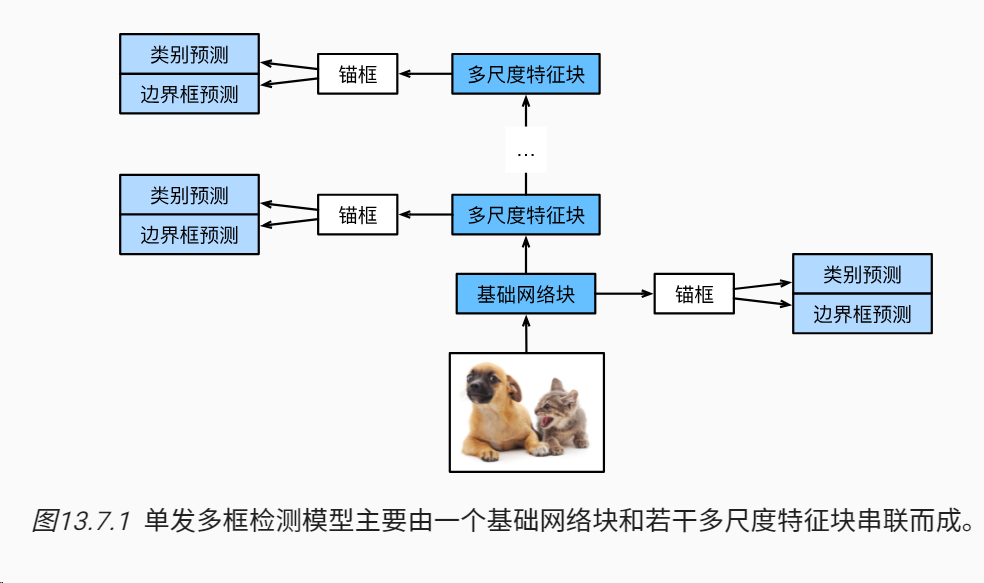 类别预测
边界框预测
锚框
多尺度特征块
...
类别预测
边界框预测
锚框
多尺度特征块
基础网络块
锚框
类别预测
边界框预测
图13.7.1 单发多框检测模型主要由一个基础网络块和若干多尺度特征块串联而成。